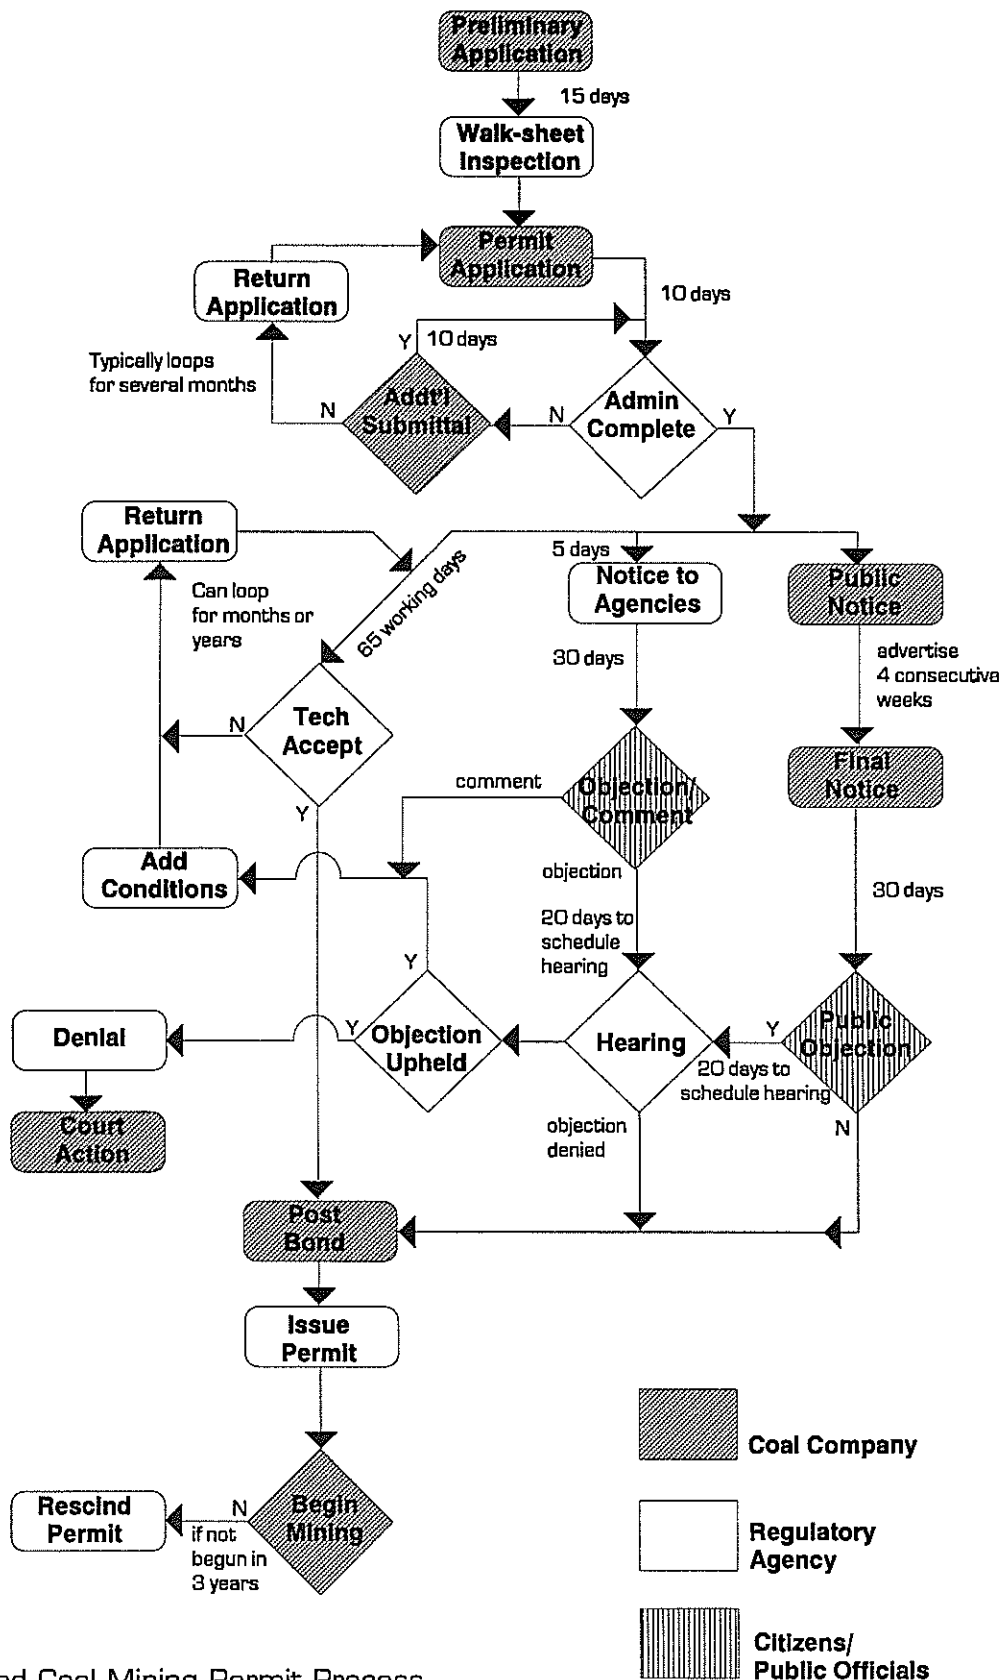 Preliminary
Application
15 days
Walk-sheet
Inspection
Permit
Application
10 days
Return
Application
Typically loops
for several months
Y
10 days
Addt'l
Submittal
N
N
Admin
Complete
Y
Return
Application
Can loop
for months or
years
65 working days
5 days
Notice to
Agencies
Public
Notice
30 days
advertise
4 consecutive
weeks
N
Tech
Accept
Y
comment
Objection/
Comment
Final
Notice
objection
Add
Conditions
20 days to
schedule
hearing
30 days
Y
Denial
Y
Objection
Upheld
Hearing
Y
20 days to
schedule hearing
Public
Objection
N
Court
Action
objection
denied
Post
Bond
Issue
Permit
Begin
Mining
N
if not
begun in
3 years
Rescind
Permit
Coal Company
Regulatory
Agency
Citizens/
Public Officials
Coal Mining Permit Process